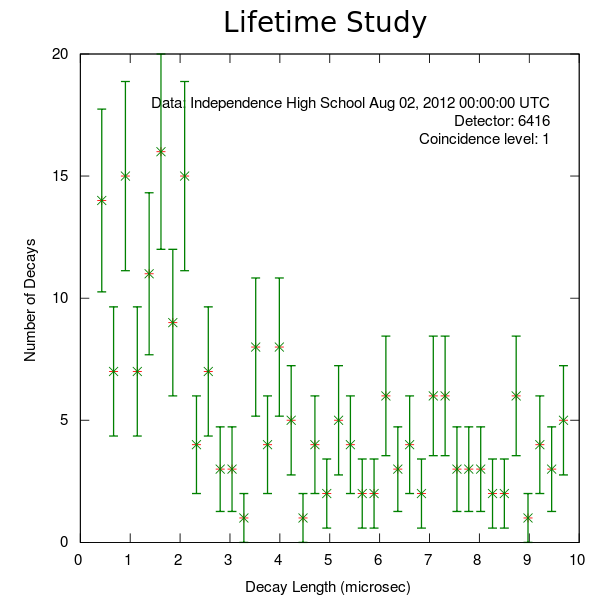 Lifetime Study
Data: Independence High School Aug 02, 2012 00:00:00 UTC
Detector: 6416
Coincidence level: 1
Number of Decays
20
15
10
5
0
0 1 2 3 4 5 6 7 8 9 10
Decay Length (microsec)